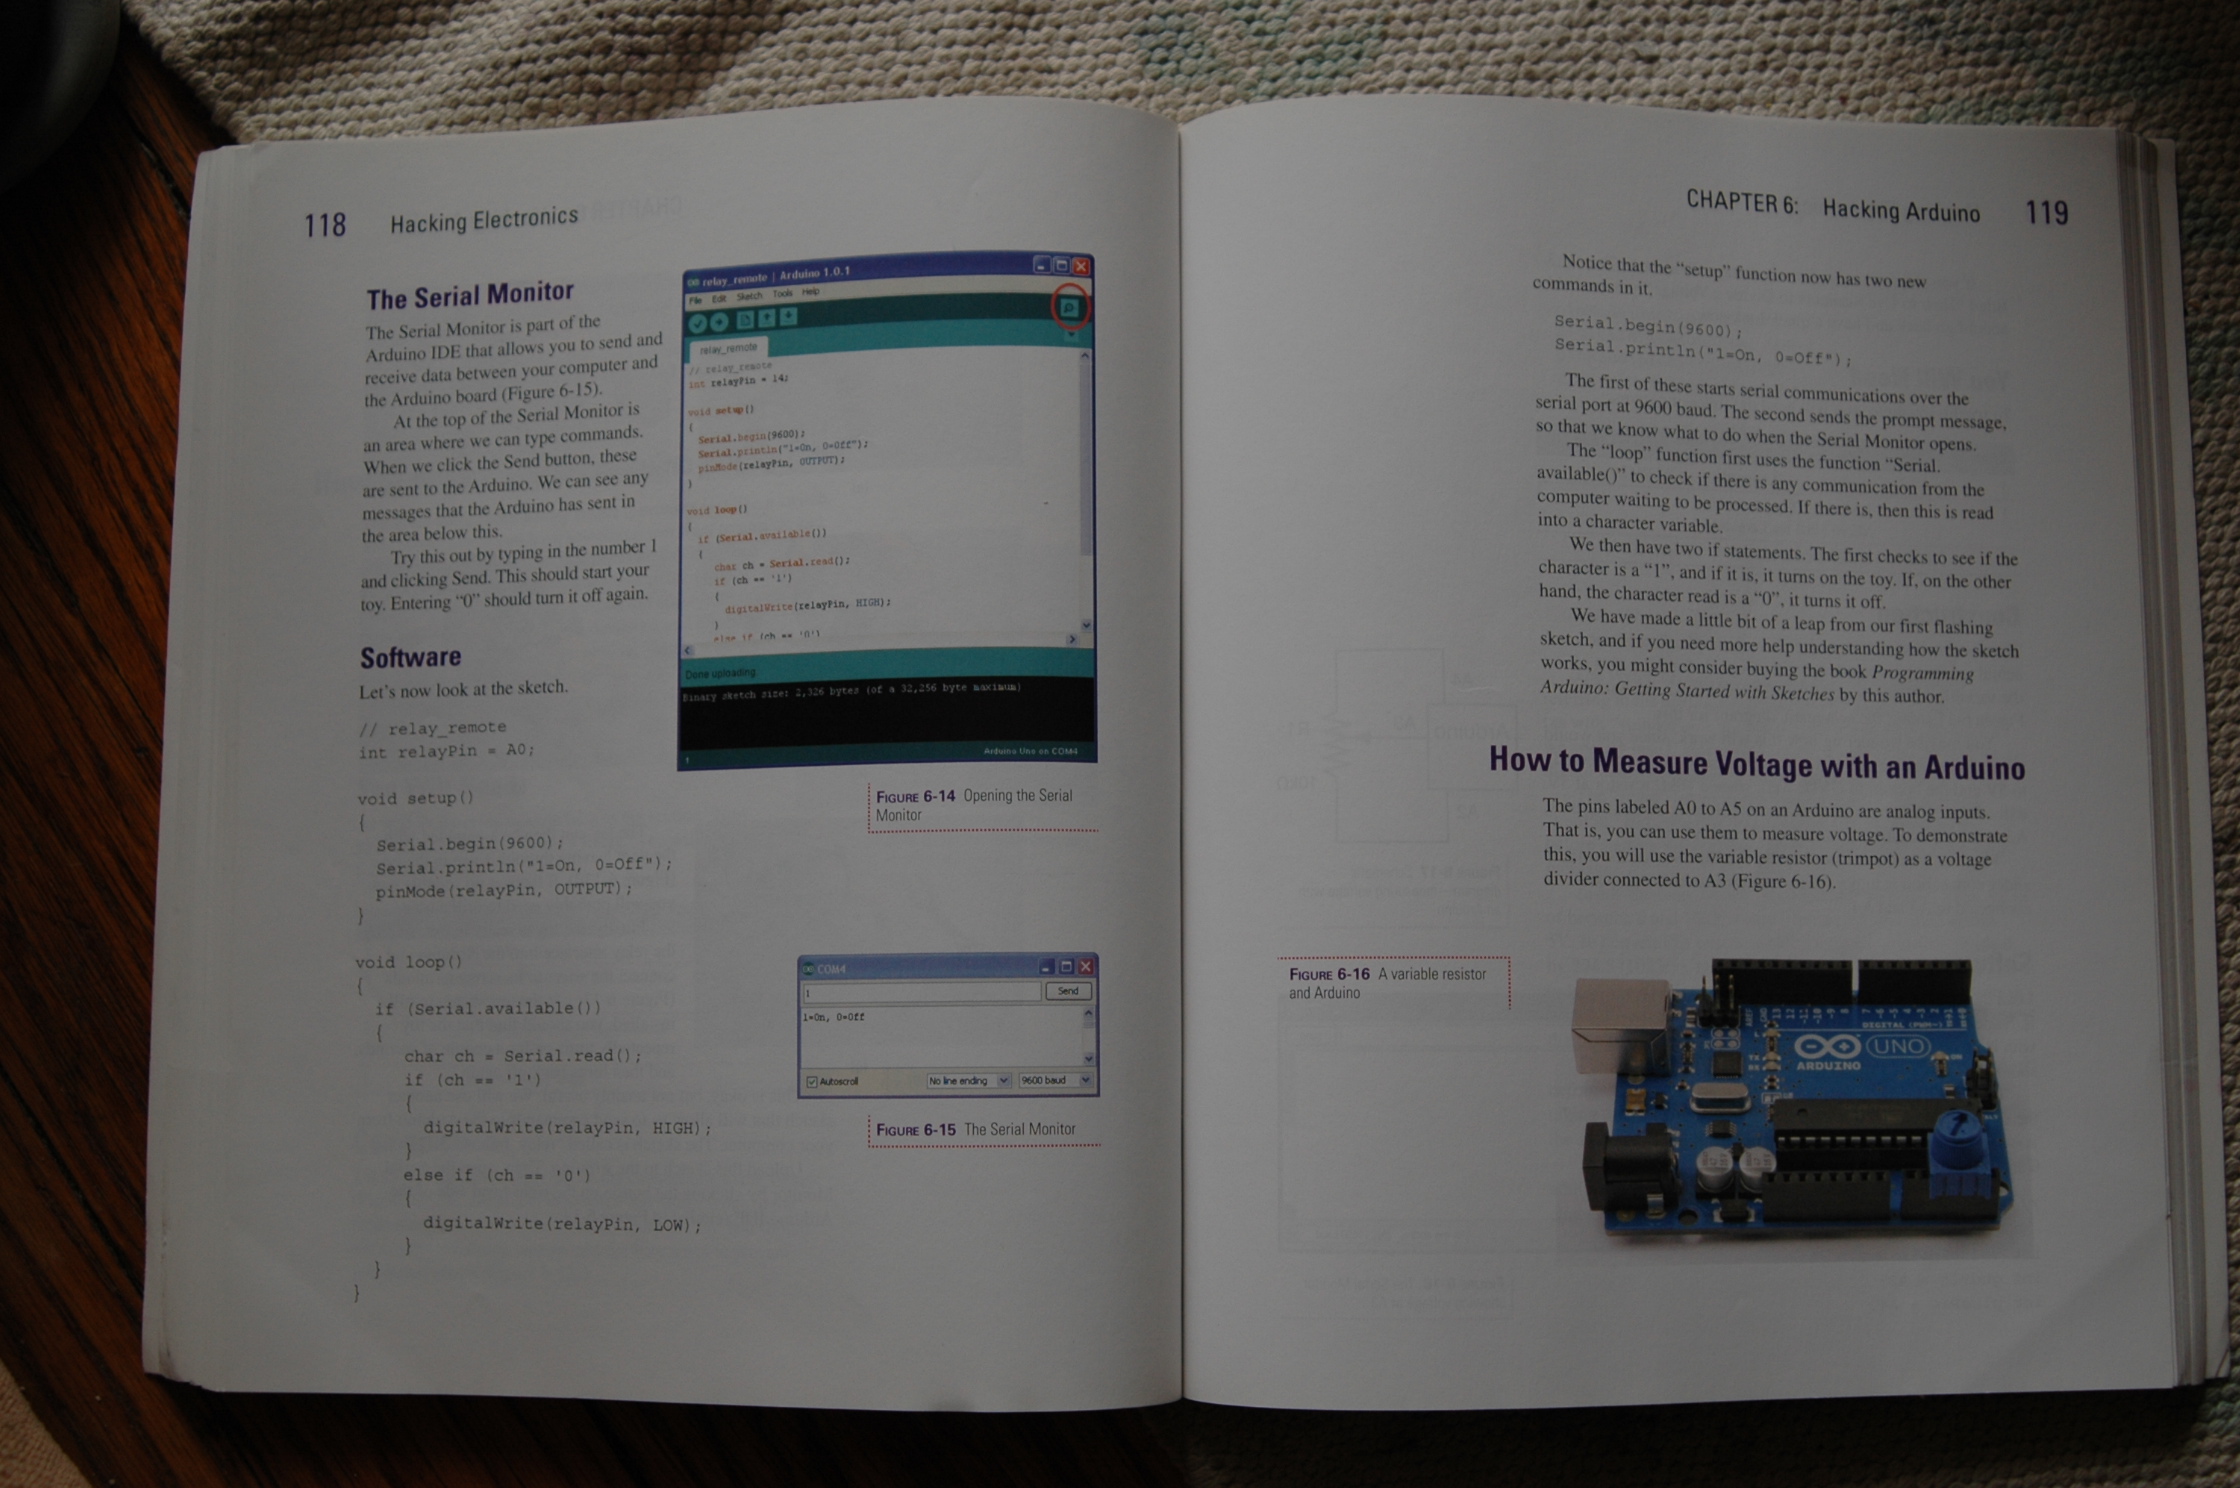 118 Hacking Electronics
The Serial Monitor
The Serial Monitor is part of the
Arduino IDE that allows you to send and
receive data between your computer and
the Arduino board (Figure 6-15).
At the top of the Serial Monitor is
an area where we can type commands.
When we click the Send button, these
are sent to the Arduino. We can see any
messages that the Arduino has sent in
the area below this.
Try this out by typing in the number 1
and clicking Send. This should start your
toy. Entering “0” should turn it off again.
Software
Let’s now look at the sketch.
// relay_remote
int relayPin = A0;
void setup()
{
Serial.begin(9600);
Serial.println("1=On, 0=Off");
pinMode(relayPin, OUTPUT);
}
void loop()
{
if (Serial.available())
{
char ch = Serial.read();
if (ch == '1')
{
digitalWrite(relayPin, HIGH);
}
else if (ch == '0')
{
digitalWrite(relayPin, LOW);
}
}
}
relay_remote | Arduino 1.0.1
File Edit Sketch Tools Help
relay_remote
// relay_remote
int relayPin = 14;
void setup()
{
Serial.begin(9600);
Serial.println("1=On, 0=Off");
pinMode(relayPin, OUTPUT);
}
void loop()
{
if (Serial.available())
{
char ch = Serial.read();
if (ch == '1')
{
digitalWrite(relayPin, HIGH);
}
else if (ch == '0')
Done uploading.
Binary sketch size: 2,326 bytes (of a 32,256 byte maximum)
1 Arduino Uno on COM4
FIGURE 6-14 Opening the Serial
Monitor
COM4
1 Send
1=On, 0=Off
Autoscroll No line ending 9600 baud
FIGURE 6-15 The Serial Monitor
CHAPTER 6: Hacking Arduino 119
Notice that the “setup” function now has two new
commands in it.
Serial.begin(9600);
Serial.println("1=On, 0=Off");
The first of these starts serial communications over the
serial port at 9600 baud. The second sends the prompt message,
so that we know what to do when the Serial Monitor opens.
The “loop” function first uses the function “Serial.
available()” to check if there is any communication from the
computer waiting to be processed. If there is, then this is read
into a character variable.
We then have two if statements. The first checks to see if the
character is a “1”, and if it is, it turns on the toy. If, on the other
hand, the character read is a “0”, it turns it off.
We have made a little bit of a leap from our first flashing
sketch, and if you need more help understanding how the sketch
works, you might consider buying the book Programming
Arduino: Getting Started with Sketches by this author.
How to Measure Voltage with an Arduino
The pins labeled A0 to A5 on an Arduino are analog inputs.
That is, you can use them to measure voltage. To demonstrate
this, you will use the variable resistor (trimpot) as a voltage
divider connected to A3 (Figure 6-16).
FIGURE 6-16 A variable resistor
and Arduino
DIGITAL (PWM~)
UNO
ARDUINO